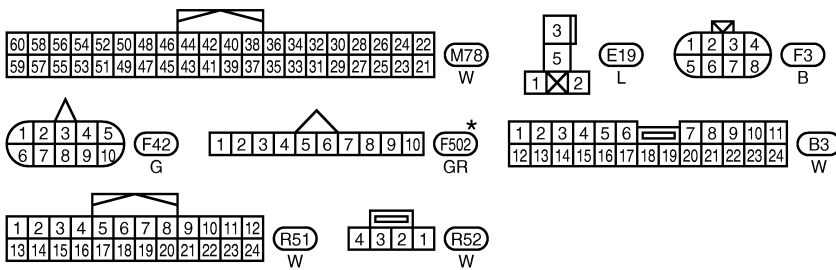 60 58 56 54 52 50 48 46 44 42 40 38 36 34 32 30 28 26 24 22
59 57 55 53 51 49 47 45 43 41 39 37 35 33 31 29 27 25 23 21
M78
W
3
5
1 2
E19
L
1 2 3 4
5 6 7 8
F3
B
1 2 3 4 5
6 7 8 9 10
F42
G
1 2 3 4 5 6 7 8 9 10
*
F502
GR
1 2 3 4 5 6 7 8 9 10 11
12 13 14 15 16 17 18 19 20 21 22 23 24
B3
W
1 2 3 4 5 6 7 8 9 10 11 12
13 14 15 16 17 18 19 20 21 22 23 24
R51
W
4 3 2 1
R52
W